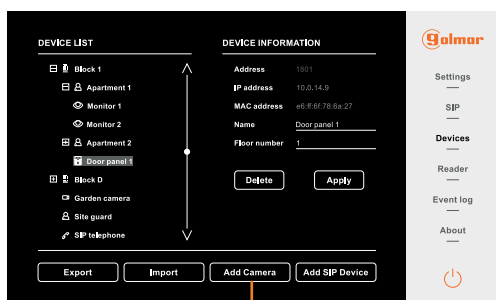 DEVICE LIST
Block 1
Apartment 1
Monitor 1
Monitor 2
Apartment 2
Door panel 1
Block D
Garden camera
Site guard
SIP telephone
DEVICE INFORMATION
Address 1801
IP address 10.0.14.9
MAC address e6:ff:6f:78:6a:27
Name Door panel 1
Floor number 1
Delete Apply
Export Import Add Camera Add SIP Device
golmar
Settings
SIP
Devices
Reader
Event log
About